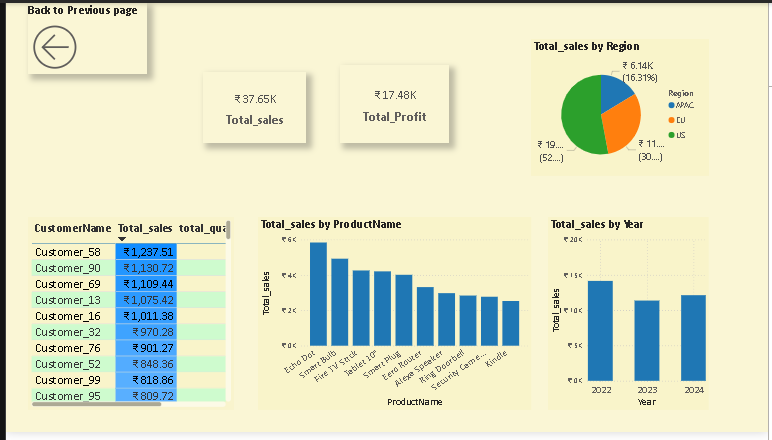 Back to Previous page
₹ 37.65K
Total_sales
₹ 17.48K
Total_Profit
Total_sales by Region
₹ 6.14K
(16.31%)
₹ 19....
(52....)
₹ 11....
(30....)
Region
APAC
EU
US
CustomerName Total_sales total_qua
Customer_58 ₹ 1,237.51
Customer_90 ₹ 1,130.72
Customer_69 ₹ 1,109.44
Customer_13 ₹ 1,075.42
Customer_16 ₹ 1,011.38
Customer_32 ₹ 970.28
Customer_76 ₹ 901.27
Customer_52 ₹ 848.36
Customer_99 ₹ 818.86
Customer_95 ₹ 809.72
Total_sales by ProductName
Total_sales
₹ 6K
₹ 4K
₹ 2K
₹ 0K
Echo Dot
Smart Bulb
Fire TV Stick
Tablet 10"
Smart Plug
Eero Router
Alexa Speaker
Ring Doorbell
Security Came...
Kindle
ProductName
Total_sales by Year
Total_sales
₹ 20K
₹ 15K
₹ 10K
₹ 5K
₹ 0K
2022 2023 2024
Year